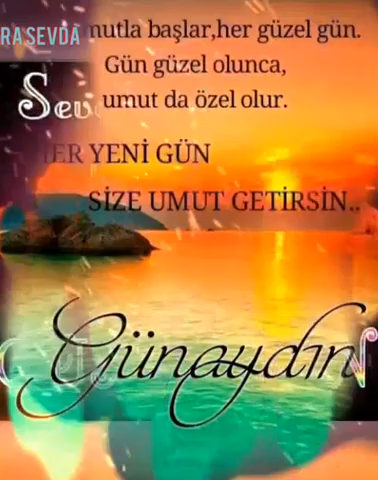 RA SEVDA
mutla başlar,her güzel gün.
Gün güzel olunca,
umut da özel olur.
Sev
HER YENİ GÜN
SİZE UMUT GETİRSİN..
Günaydın